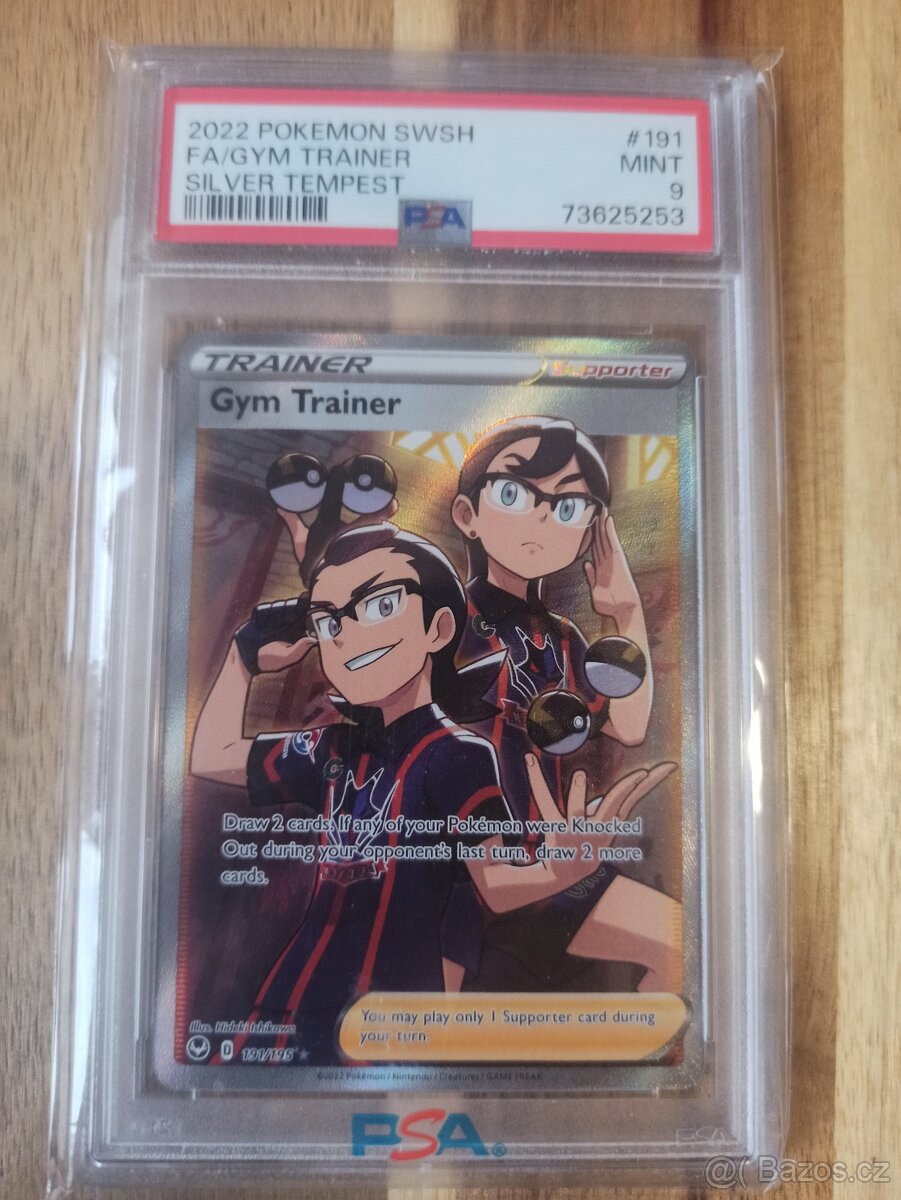 2022 POKEMON SWSH #191
FA/GYM TRAINER MINT
SILVER TEMPEST 9
73625253
PSA
TRAINER Supporter
Gym Trainer
Draw 2 cards. If any of your Pokémon were Knocked
Out during your opponent's last turn, draw 2 more
cards.
You may play only 1 Supporter card during
your turn.
Illus. Hideki Ishikawa
D 191/195
©2022 Pokémon / Nintendo / Creatures / GAME FREAK
PSA®
PSA
@( Bazos.cz